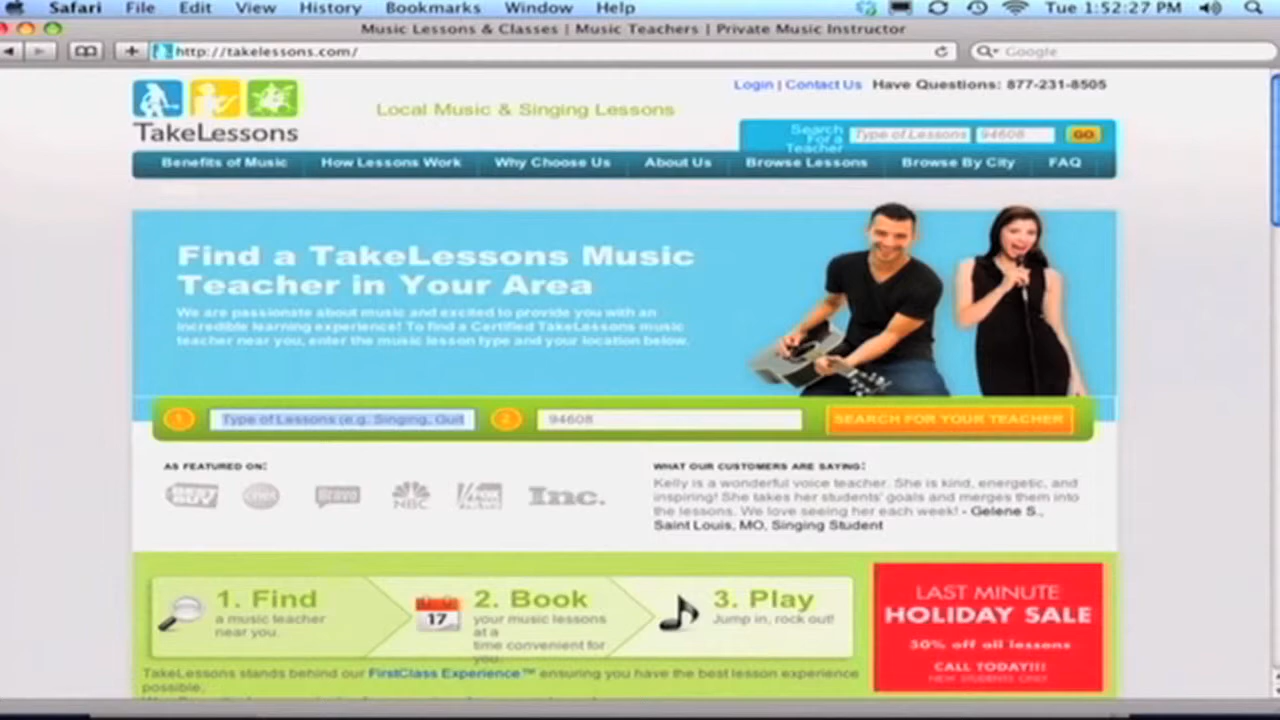 Safari File Edit View History Bookmarks Window Help Tue 1:52:27 PM
Music Lessons & Classes | Music Teachers | Private Music Instructor
http://takelessons.com/
Google
Login | Contact Us Have Questions: 877-231-8505
Local Music & Singing Lessons
TakeLessons
Search
For a
Teacher
Type of Lessons
94608
GO
Benefits of Music How Lessons Work Why Choose Us About Us Browse Lessons Browse By City FAQ
Find a TakeLessons Music
Teacher in Your Area
We are passionate about music and excited to provide you with an
incredible learning experience! To find a Certified TakeLessons music
teacher near you, enter the music lesson type and your location below.
1 Type of Lessons (e.g. Singing, Guit 2 94608 SEARCH FOR YOUR TEACHER
AS FEATURED ON:
BEST BUY cnet Bravo NBC FOX Inc.
WHAT OUR CUSTOMERS ARE SAYING:
Kelly is a wonderful voice teacher. She is kind, energetic, and
inspiring! She takes her students' goals and merges them into
the lessons. We love seeing her each week! - Gelene S.,
Saint Louis, MO, Singing Student
1. Find
a music teacher
near you.
17
2. Book
your music lessons
at a
time convenient for
you.
3. Play
Jump in, rock out!
LAST MINUTE
HOLIDAY SALE
30% off all lessons
CALL TODAY!!!
NEW STUDENTS ONLY
TakeLessons stands behind our FirstClass Experience™ ensuring you have the best lesson experience
possible.